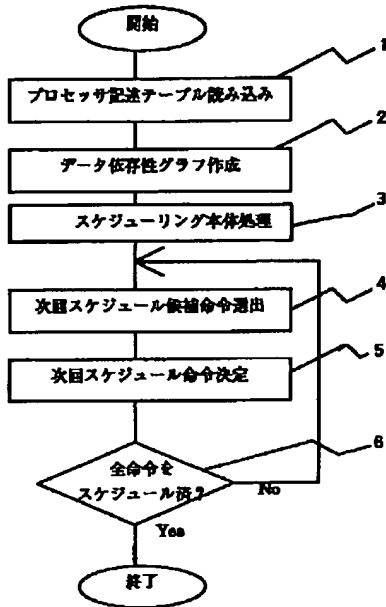 開始
1
プロセッサ記述テーブル読み込み
2
データ依存性グラフ作成
3
スケジューリング本体処理
4
次回スケジュール候補命令選出
5
次回スケジュール命令決定
6
全命令を
スケジュール済?
No
Yes
終了